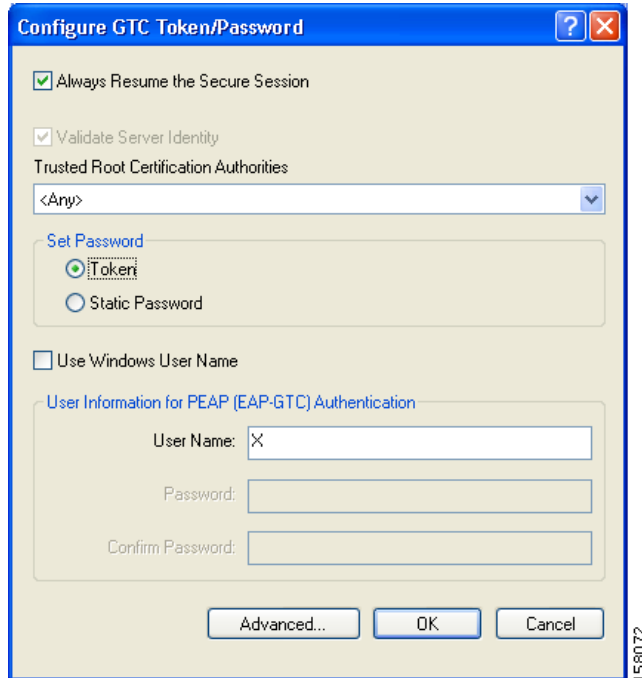 Configure GTC Token/Password
Always Resume the Secure Session
Validate Server Identity
Trusted Root Certification Authorities
<Any>
Set Password
Token
Static Password
Use Windows User Name
User Information for PEAP (EAP-GTC) Authentication
User Name: X
Password:
Confirm Password:
Advanced... OK Cancel
158072